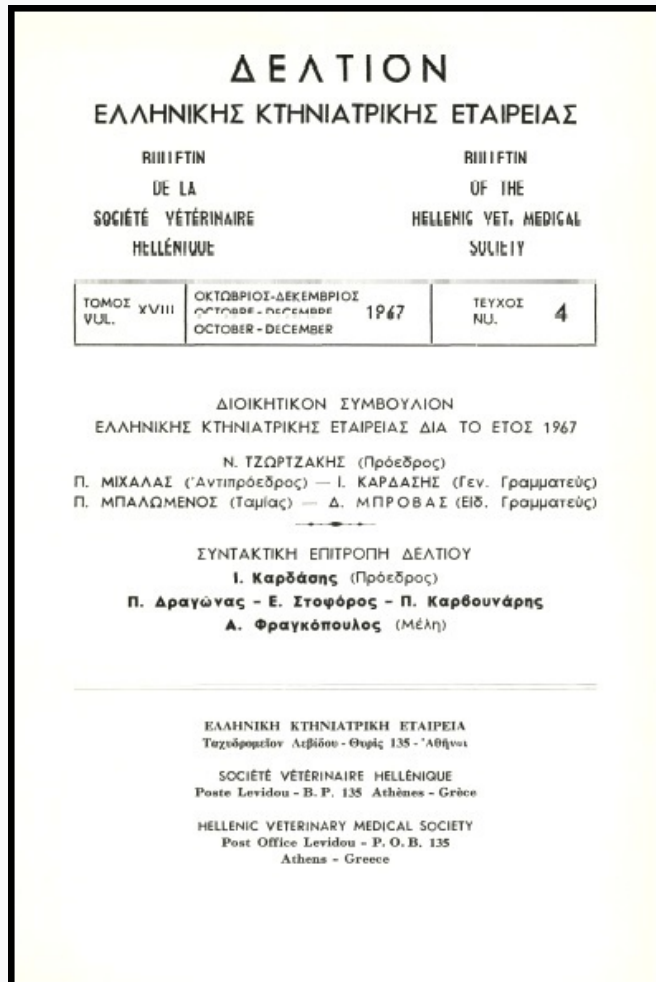 ΔΕΛΤΙΟΝ
ΕΛΛΗΝΙΚΗΣ ΚΤΗΝΙΑΤΡΙΚΗΣ ΕΤΑΙΡΕΙΑΣ
BULLETIN
DE LA
SOCIÉTÉ VÉTÉRINAIRE
HELLÉNIQUE
BULLETIN
OF THE
HELLENIC VET. MEDICAL
SOCIETY
ΤΟΜΟΣ XVIII
VOL.
ΟΚΤΩΒΡΙΟΣ-ΔΕΚΕΜΒΡΙΟΣ
OCTOBRE - DECEMBRE 1967
OCTOBER - DECEMBER
ΤΕΥΧΟΣ 4
NO.
ΔΙΟΙΚΗΤΙΚΟΝ ΣΥΜΒΟΥΛΙΟΝ
ΕΛΛΗΝΙΚΗΣ ΚΤΗΝΙΑΤΡΙΚΗΣ ΕΤΑΙΡΕΙΑΣ ΔΙΑ ΤΟ ΕΤΟΣ 1967
Ν. ΤΖΩΡΤΖΑΚΗΣ (Πρόεδρος)
Π. ΜΙΧΑΛΑΣ (Ἀντιπρόεδρος) — Ι. ΚΑΡΔΑΣΗΣ (Γεν. Γραμματεύς)
Π. ΜΠΑΛΩΜΕΝΟΣ (Ταμίας) — Δ. ΜΠΡΟΒΑΣ (Εἰδ. Γραμματεύς)
ΣΥΝΤΑΚΤΙΚΗ ΕΠΙΤΡΟΠΗ ΔΕΛΤΙΟΥ
Ι. Καρδάσης (Πρόεδρος)
Π. Δραγώνας - Ε. Στοφόρος - Π. Καρβουνάρης
Α. Φραγκόπουλος (Μέλη)
ΕΛΛΗΝΙΚΗ ΚΤΗΝΙΑΤΡΙΚΗ ΕΤΑΙΡΕΙΑ
Ταχυδρομεῖον Λεβίδου - Θυρὶς 135 - Ἀθῆναι
SOCIÉTÉ VÉTÉRINAIRE HELLÉNIQUE
Poste Levidou - B. P. 135 Athènes - Grèce
HELLENIC VETERINARY MEDICAL SOCIETY
Post Office Levidou - P. O. B. 135
Athens - Greece